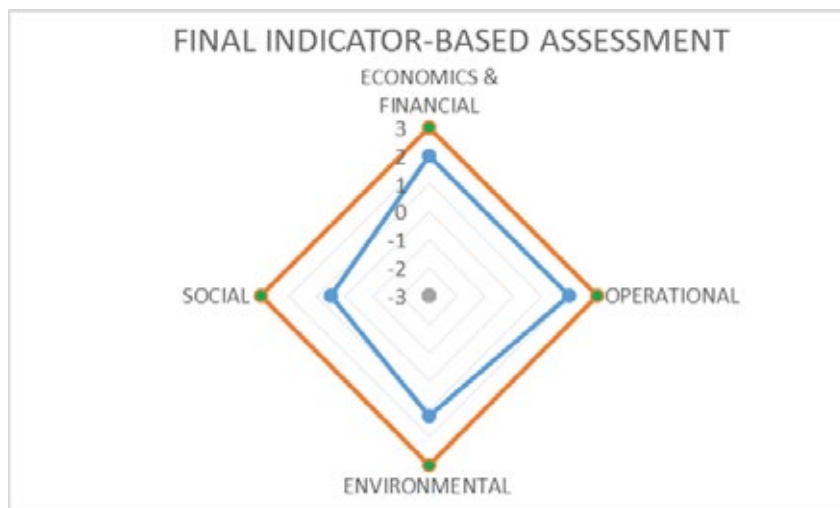 FINAL INDICATOR-BASED ASSESSMENT
ECONOMICS &
FINANCIAL
3
2
1
0
-1
-2
-3
SOCIAL
OPERATIONAL
ENVIRONMENTAL